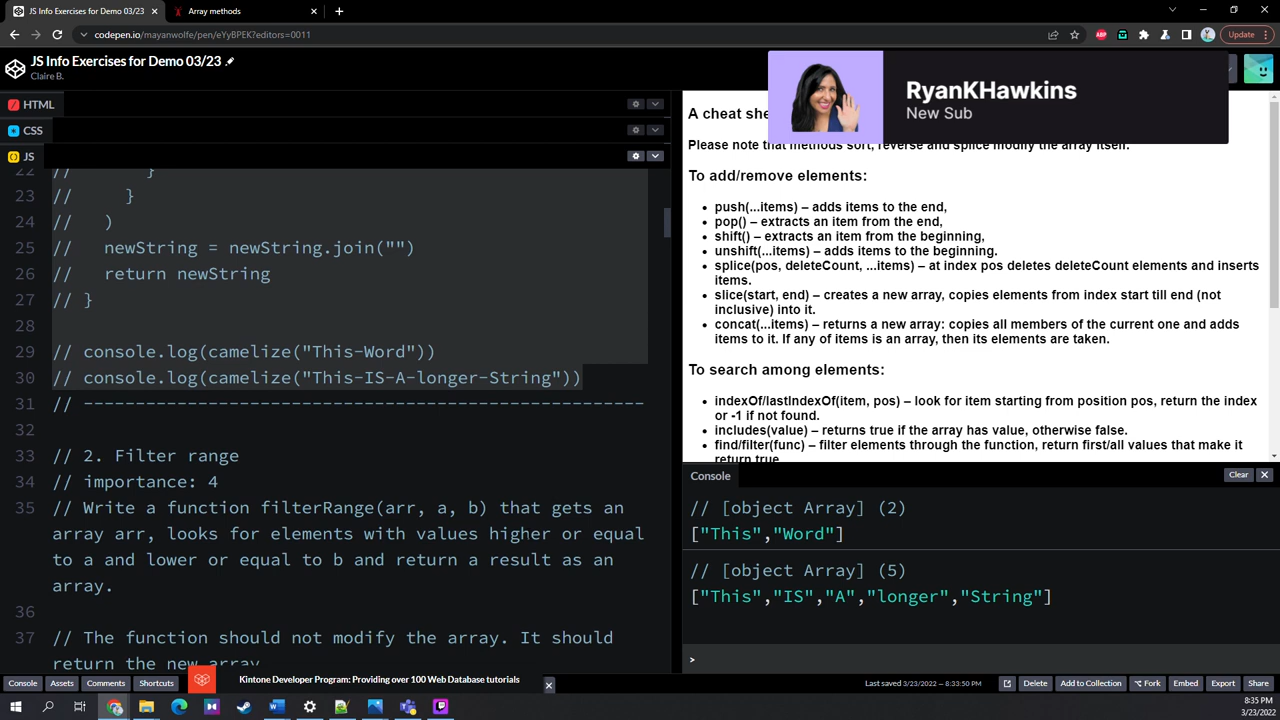 JS Info Exercises for Demo 03/23
Array methods
codepen.io/mayanwolfe/pen/eYyBPEK?editors=0011
Update
JS Info Exercises for Demo 03/23
Claire B.
RyanKHawkins
New Sub
HTML
CSS
JS
22 // }
23 // }
24 // )
25 // newString = newString.join("")
26 // return newString
27 // }
28
29 // console.log(camelize("This-Word"))
30 // console.log(camelize("This-IS-A-longer-String"))
31 // ------------------------------------------------------
32
33 // 2. Filter range
34 // importance: 4
35 // Write a function filterRange(arr, a, b) that gets an
array arr, looks for elements with values higher or equal
to a and lower or equal to b and return a result as an
array.
36
37 // The function should not modify the array. It should
return the new array
A cheat she
Please note that methods sort, reverse and splice modify the array itself.
To add/remove elements:
push(...items) – adds items to the end,
pop() – extracts an item from the end,
shift() – extracts an item from the beginning,
unshift(...items) – adds items to the beginning.
splice(pos, deleteCount, ...items) – at index pos deletes deleteCount elements and inserts
items.
slice(start, end) – creates a new array, copies elements from index start till end (not
inclusive) into it.
concat(...items) – returns a new array: copies all members of the current one and adds
items to it. If any of items is an array, then its elements are taken.
To search among elements:
indexOf/lastIndexOf(item, pos) – look for item starting from position pos, return the index
or -1 if not found.
includes(value) – returns true if the array has value, otherwise false.
find/filter(func) – filter elements through the function, return first/all values that make it
return true.
Console
Clear
// [object Array] (2)
["This","Word"]
// [object Array] (5)
["This","IS","A","longer","String"]
>
Console Assets Comments Shortcuts
Kintone Developer Program: Providing over 100 Web Database tutorials
Last saved 3/23/2022 — 8:33:50 PM
Delete Add to Collection Fork Embed Export Share
8:35 PM
3/23/2022